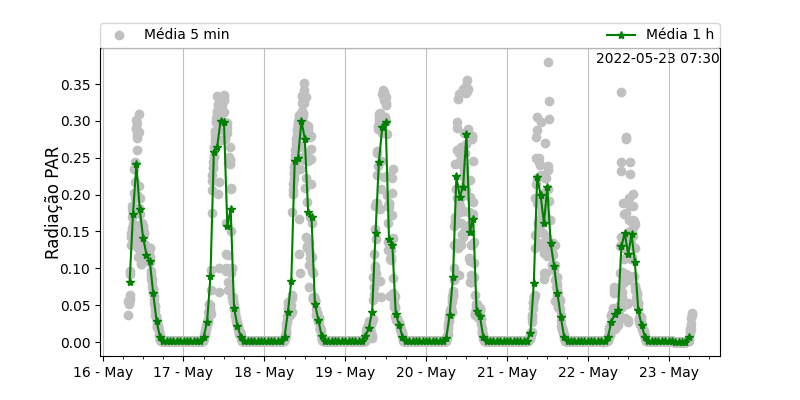 Média 5 min
Média 1 h
2022-05-23 07:30
Radiação PAR
0.35
0.30
0.25
0.20
0.15
0.10
0.05
0.00
16 - May
17 - May
18 - May
19 - May
20 - May
21 - May
22 - May
23 - May